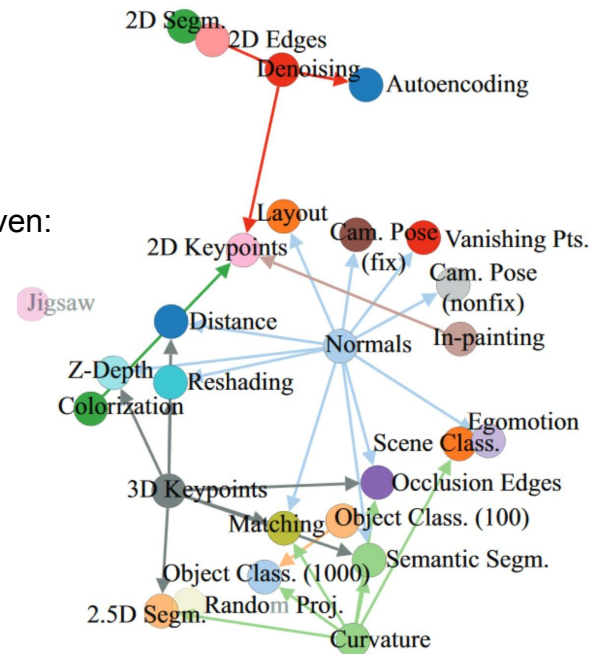 2D Segm.
2D Edges
Denoising
Autoencoding
ven:
Layout
Cam. Pose
(fix)
Vanishing Pts.
2D Keypoints
Cam. Pose
(nonfix)
Jigsaw
Distance
Normals
In-painting
Z-Depth
Reshading
Colorization
Egomotion
Scene Class.
3D Keypoints
Occlusion Edges
Matching
Object Class. (100)
Semantic Segm.
Object Class. (1000)
2.5D Segm.
Random Proj.
Curvature